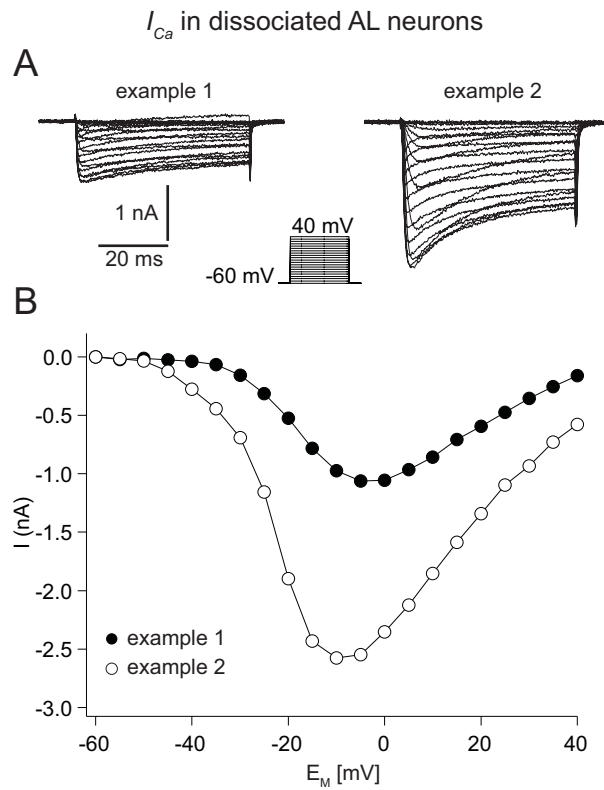 I_Ca in dissociated AL neurons
A
example 1
example 2
1 nA
20 ms
40 mV
-60 mV
B
0.0
-0.5
-1.0
-1.5
-2.0
-2.5
-3.0
I (nA)
example 1
example 2
-60
-40
-20
0
20
40
E_M [mV]